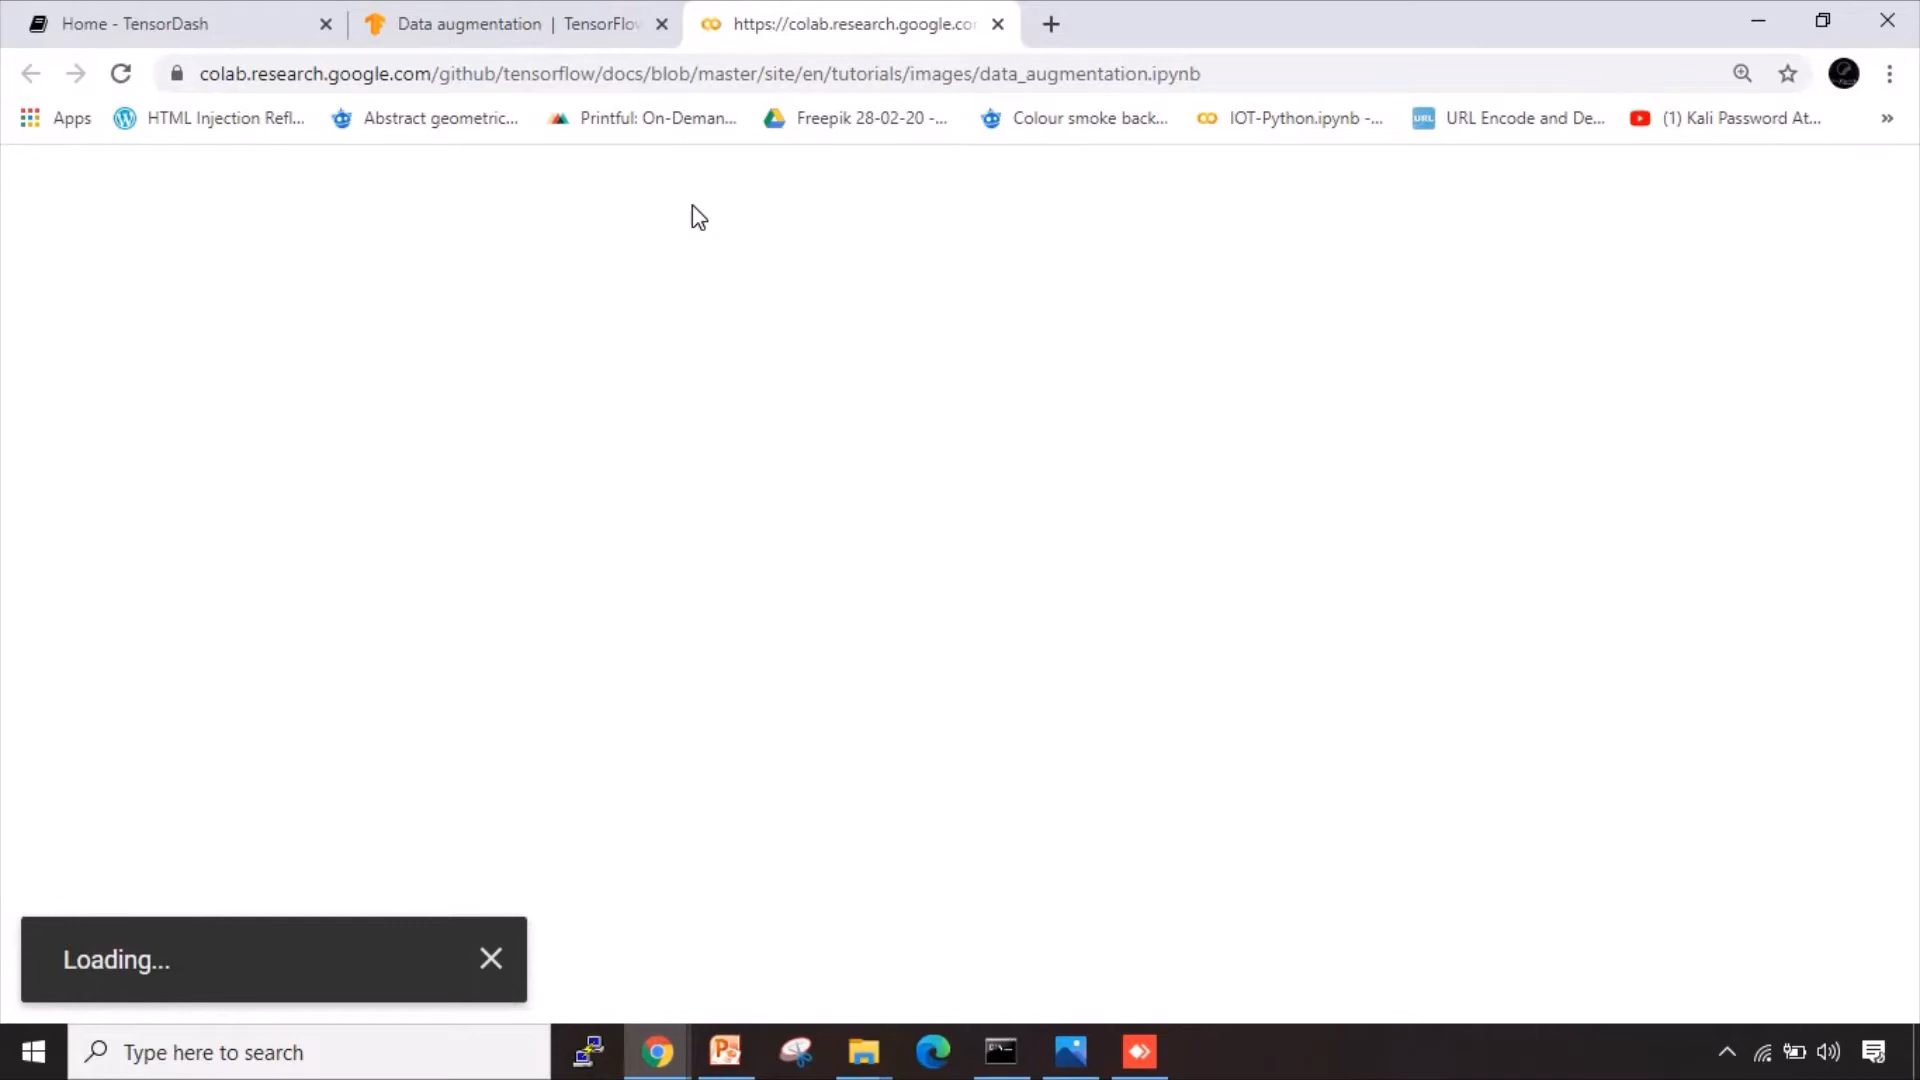 Home - TensorDash
Data augmentation | TensorFlo
https://colab.research.google.co
colab.research.google.com/github/tensorflow/docs/blob/master/site/en/tutorials/images/data_augmentation.ipynb
Apps
HTML Injection Refl...
Abstract geometric...
Printful: On-Deman...
Freepik 28-02-20 -...
Colour smoke back...
IOT-Python.ipynb -...
URL
URL Encode and De...
(1) Kali Password At...
»
Loading...
Type here to search